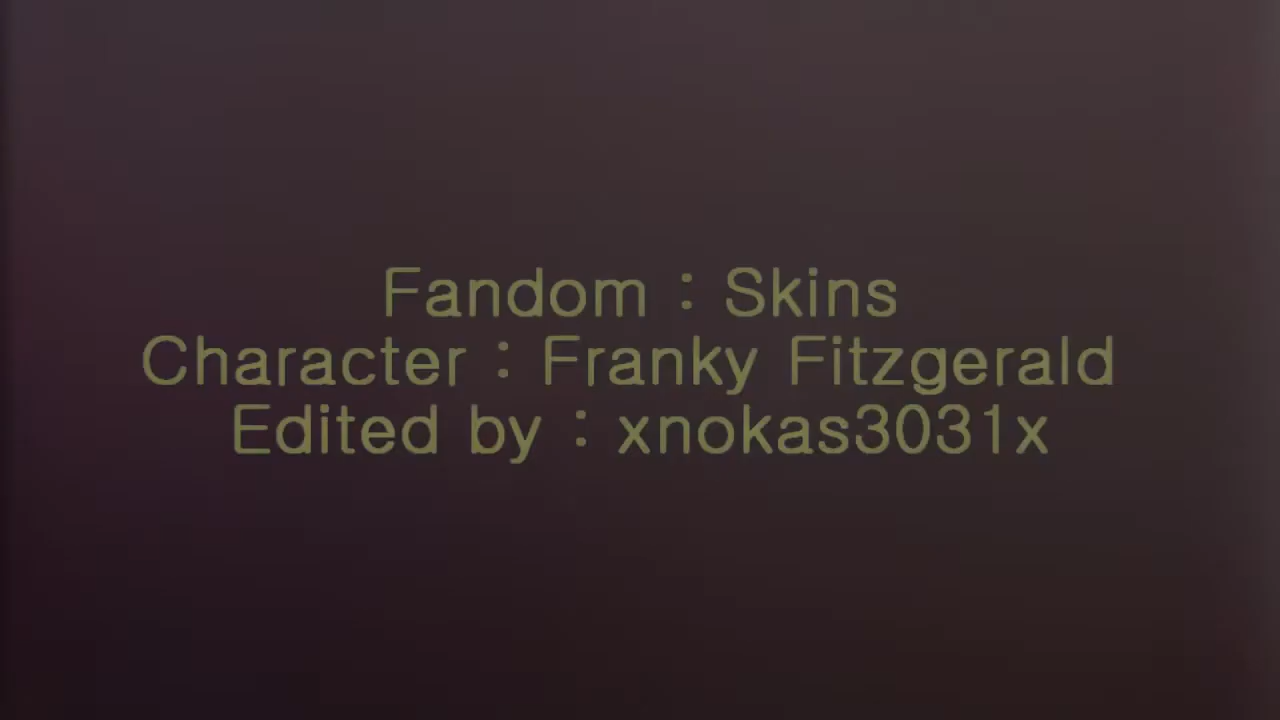 Fandom : Skins
Character : Franky Fitzgerald
Edited by : xnokas3031x